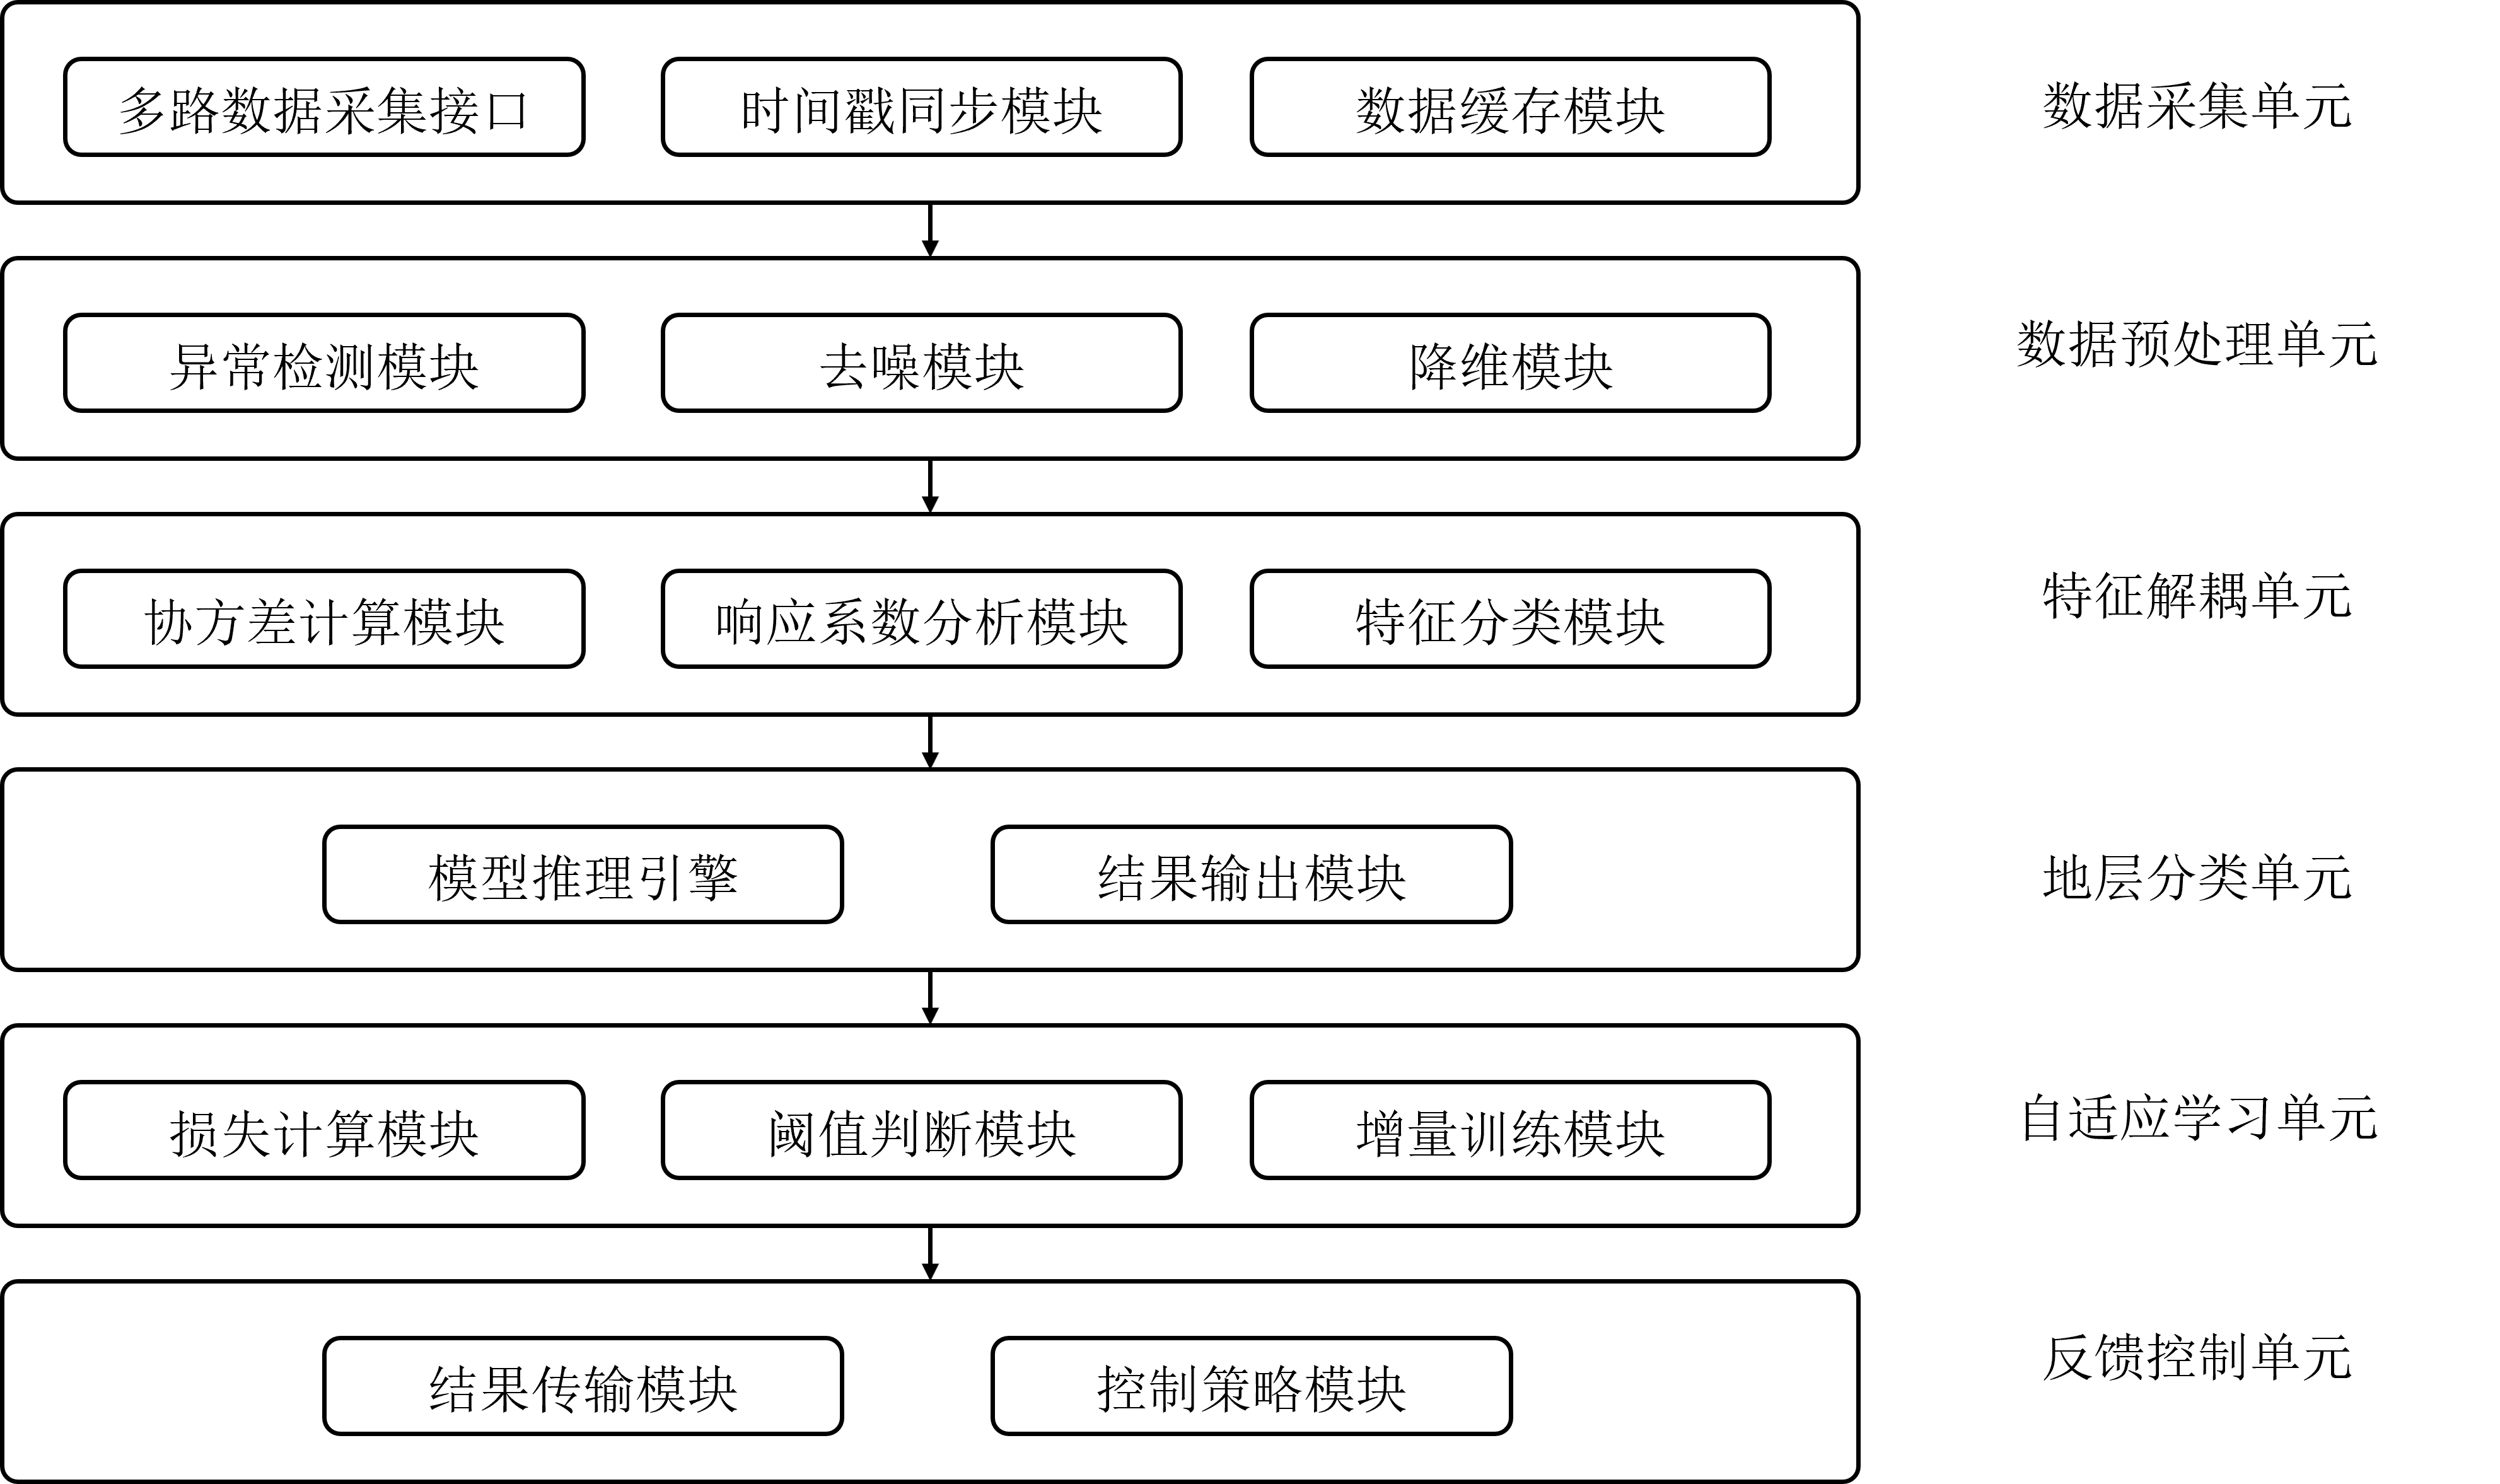 多路数据采集接口
时间戳同步模块
数据缓存模块
数据采集单元
异常检测模块
去噪模块
降维模块
数据预处理单元
协方差计算模块
响应系数分析模块
特征分类模块
特征解耦单元
模型推理引擎
结果输出模块
地层分类单元
损失计算模块
阈值判断模块
增量训练模块
自适应学习单元
结果传输模块
控制策略模块
反馈控制单元